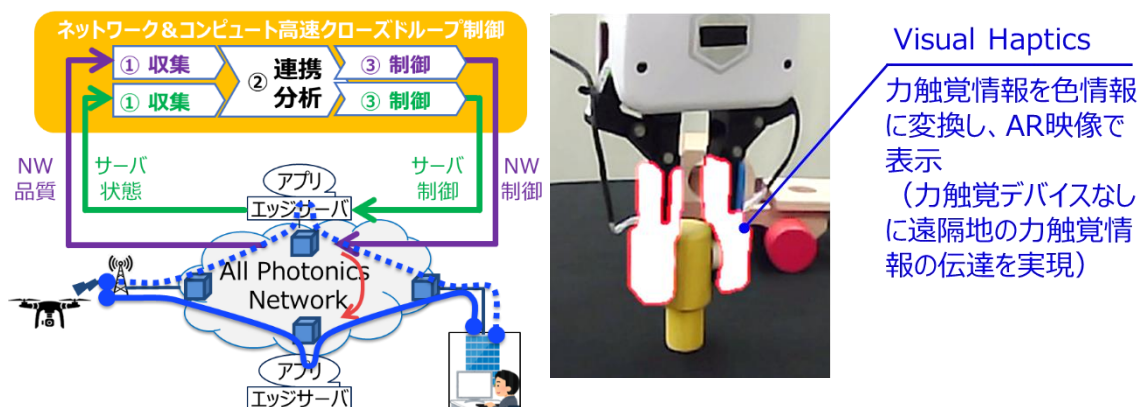 ネットワーク&コンピュート高速クローズドループ制御
① 収集
② 連携
分析
③ 制御
① 収集
③ 制御
NW
品質
サーバ
状態
サーバ
制御
NW
制御
アプリ
エッジサーバ
All Photonics
Network
アプリ
エッジサーバ
Visual Haptics
力触覚情報を色情報
に変換し、AR映像で
表示
（力触覚デバイスなし
に遠隔地の力触覚情
報の伝達を実現）